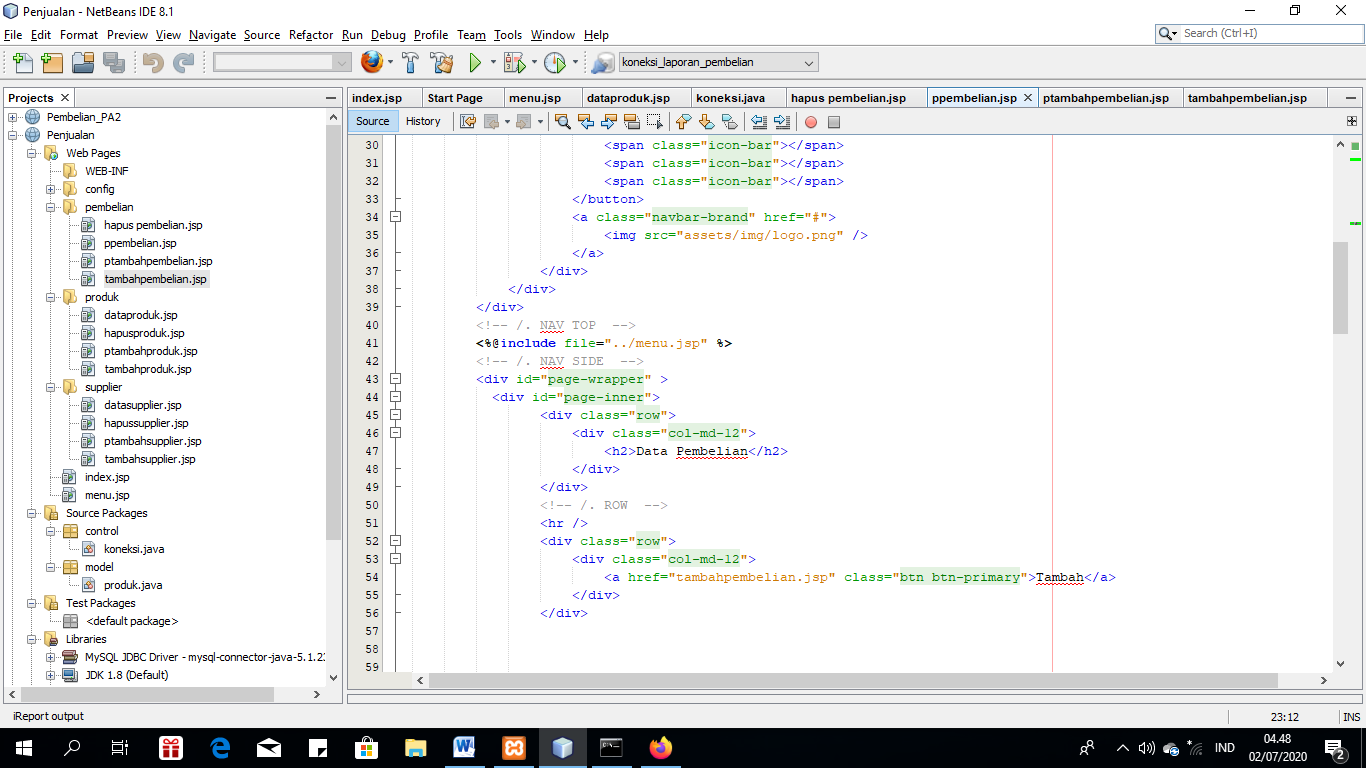 Penjualan - NetBeans IDE 8.1
File Edit Format Preview View Navigate Source Refactor Run Debug Profile Team Tools Window Help
Search (Ctrl+I)
koneksi_laporan_pembelian
Projects
index.jsp Start Page menu.jsp dataproduk.jsp koneksi.java hapus pembelian.jsp ppembelian.jsp ptambahpembelian.jsp tambahpembelian.jsp
Source History
Pembelian_PA2
Penjualan
Web Pages
WEB-INF
config
pembelian
hapus pembelian.jsp
ppembelian.jsp
ptambahpembelian.jsp
tambahpembelian.jsp
produk
dataproduk.jsp
hapusproduk.jsp
ptambahproduk.jsp
tambahproduk.jsp
supplier
datasupplier.jsp
hapussupplier.jsp
ptambahsupplier.jsp
tambahsupplier.jsp
index.jsp
menu.jsp
Source Packages
control
koneksi.java
model
produk.java
Test Packages
<default package>
Libraries
MySQL JDBC Driver - mysql-connector-java-5.1.23
JDK 1.8 (Default)
30 <span class="icon-bar"></span>
31 <span class="icon-bar"></span>
32 <span class="icon-bar"></span>
33 </button>
34 <a class="navbar-brand" href="#">
35 <img src="assets/img/logo.png" />
36 </a>
37 </div>
38 </div>
39 </div>
40 <!-- /. NAV TOP  -->
41 <%@include file="../menu.jsp" %>
42 <!-- /. NAV SIDE  -->
43 <div id="page-wrapper" >
44 <div id="page-inner">
45 <div class="row">
46 <div class="col-md-12">
47 <h2>Data Pembelian</h2>
48 </div>
49 </div>
50 <!-- /. ROW  -->
51 <hr />
52 <div class="row">
53 <div class="col-md-12">
54 <a href="tambahpembelian.jsp" class="btn btn-primary">Tambah</a>
55 </div>
56 </div>
57
58
59
iReport output
23:12 INS
IND
04.48
02/07/2020
2